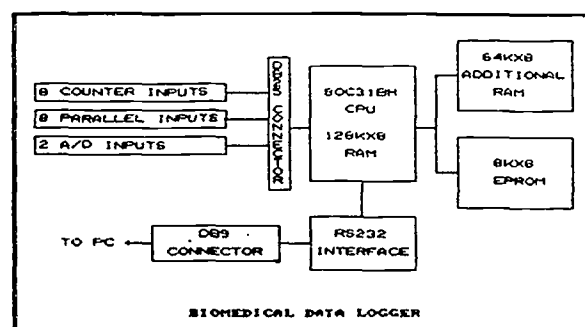 8 COUNTER INPUTS
8 PARALLEL INPUTS
2 A/D INPUTS
DB25 CONNECTOR
80C31BH
CPU
128KX8
RAM
64KX8
ADDITIONAL
RAM
8KX8
EPROM
TO PC
DB9
CONNECTOR
RS232
INTERFACE
BIOMEDICAL DATA LOGGER